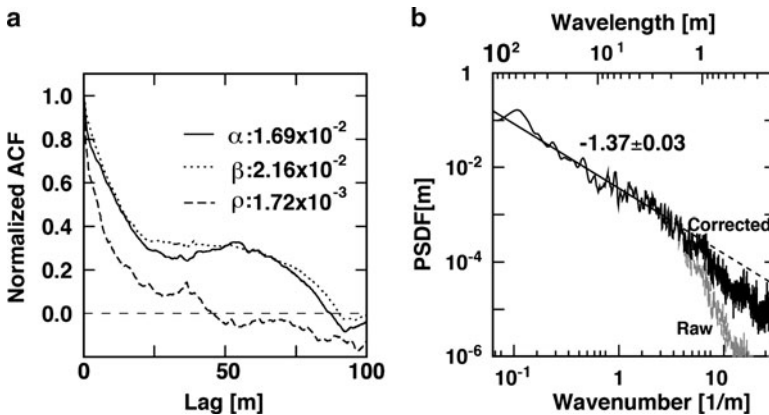 a
Normalized ACF
1.0
0.8
0.6
0.4
0.2
0.0
α:1.69x10⁻²
β:2.16x10⁻²
ρ:1.72x10⁻³
0 50 100
Lag [m]
b
Wavelength [m]
10² 10¹ 1
PSDF[m]
1
10⁻²
10⁻⁴
10⁻⁶
-1.37±0.03
Corrected
Raw
10⁻¹ 1 10
Wavenumber [1/m]